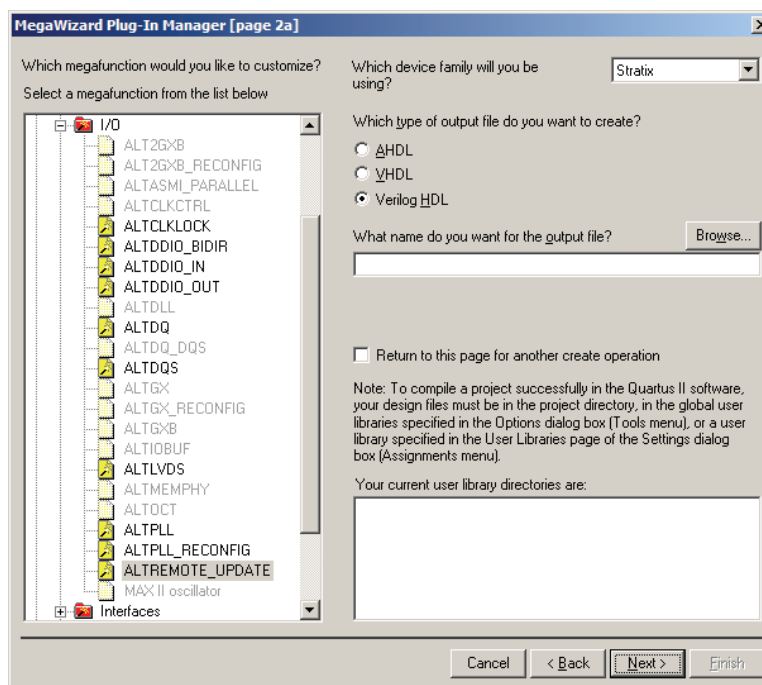 MegaWizard Plug-In Manager [page 2a]
Which megafunction would you like to customize?
Select a megafunction from the list below
I/O
ALT2GXB
ALT2GXB_RECONFIG
ALTASMI_PARALLEL
ALTCLKCTRL
ALTCLKLOCK
ALTDDIO_BIDIR
ALTDDIO_IN
ALTDDIO_OUT
ALTDLL
ALTDQ
ALTDQ_DQS
ALTDQS
ALTGX
ALTGX_RECONFIG
ALTGXB
ALTIOBUF
ALTLVDS
ALTMEMPHY
ALTOCT
ALTPLL
ALTPLL_RECONFIG
ALTREMOTE_UPDATE
MAX II oscillator
Interfaces
Which device family will you be
using?
Stratix
Which type of output file do you want to create?
AHDL
VHDL
Verilog HDL
What name do you want for the output file?
Browse...
Return to this page for another create operation
Note: To compile a project successfully in the Quartus II software,
your design files must be in the project directory, in the global user
libraries specified in the Options dialog box (Tools menu), or a user
library specified in the User Libraries page of the Settings dialog
box (Assignments menu).
Your current user library directories are:
Cancel
< Back
Next >
Finish